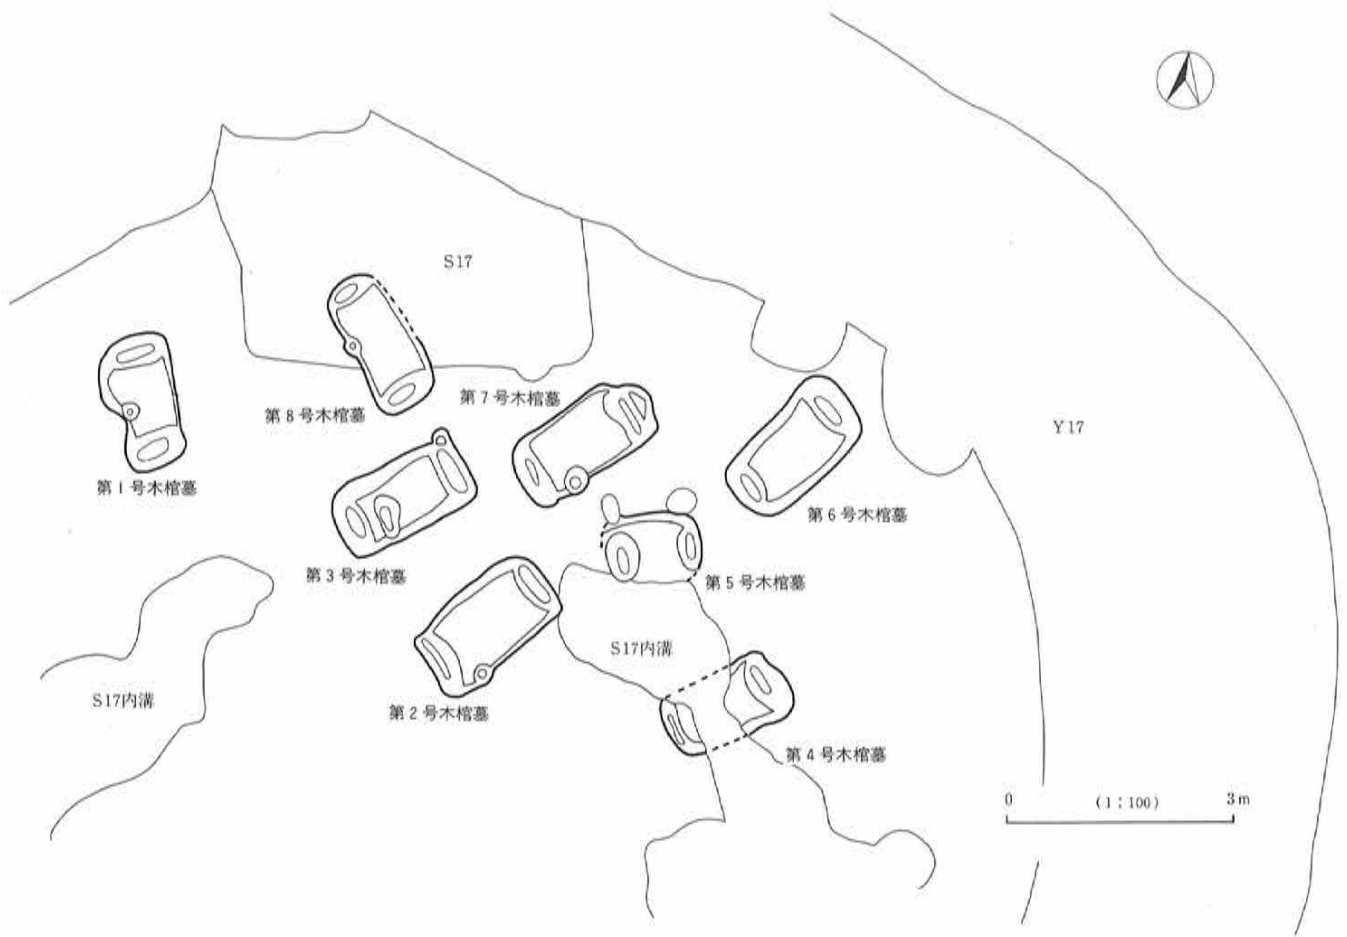 S17
第8号木棺墓
第7号木棺墓
Y17
第1号木棺墓
第6号木棺墓
第3号木棺墓
第5号木棺墓
S17内溝
S17内溝
第2号木棺墓
第4号木棺墓
0 (1:100) 3m